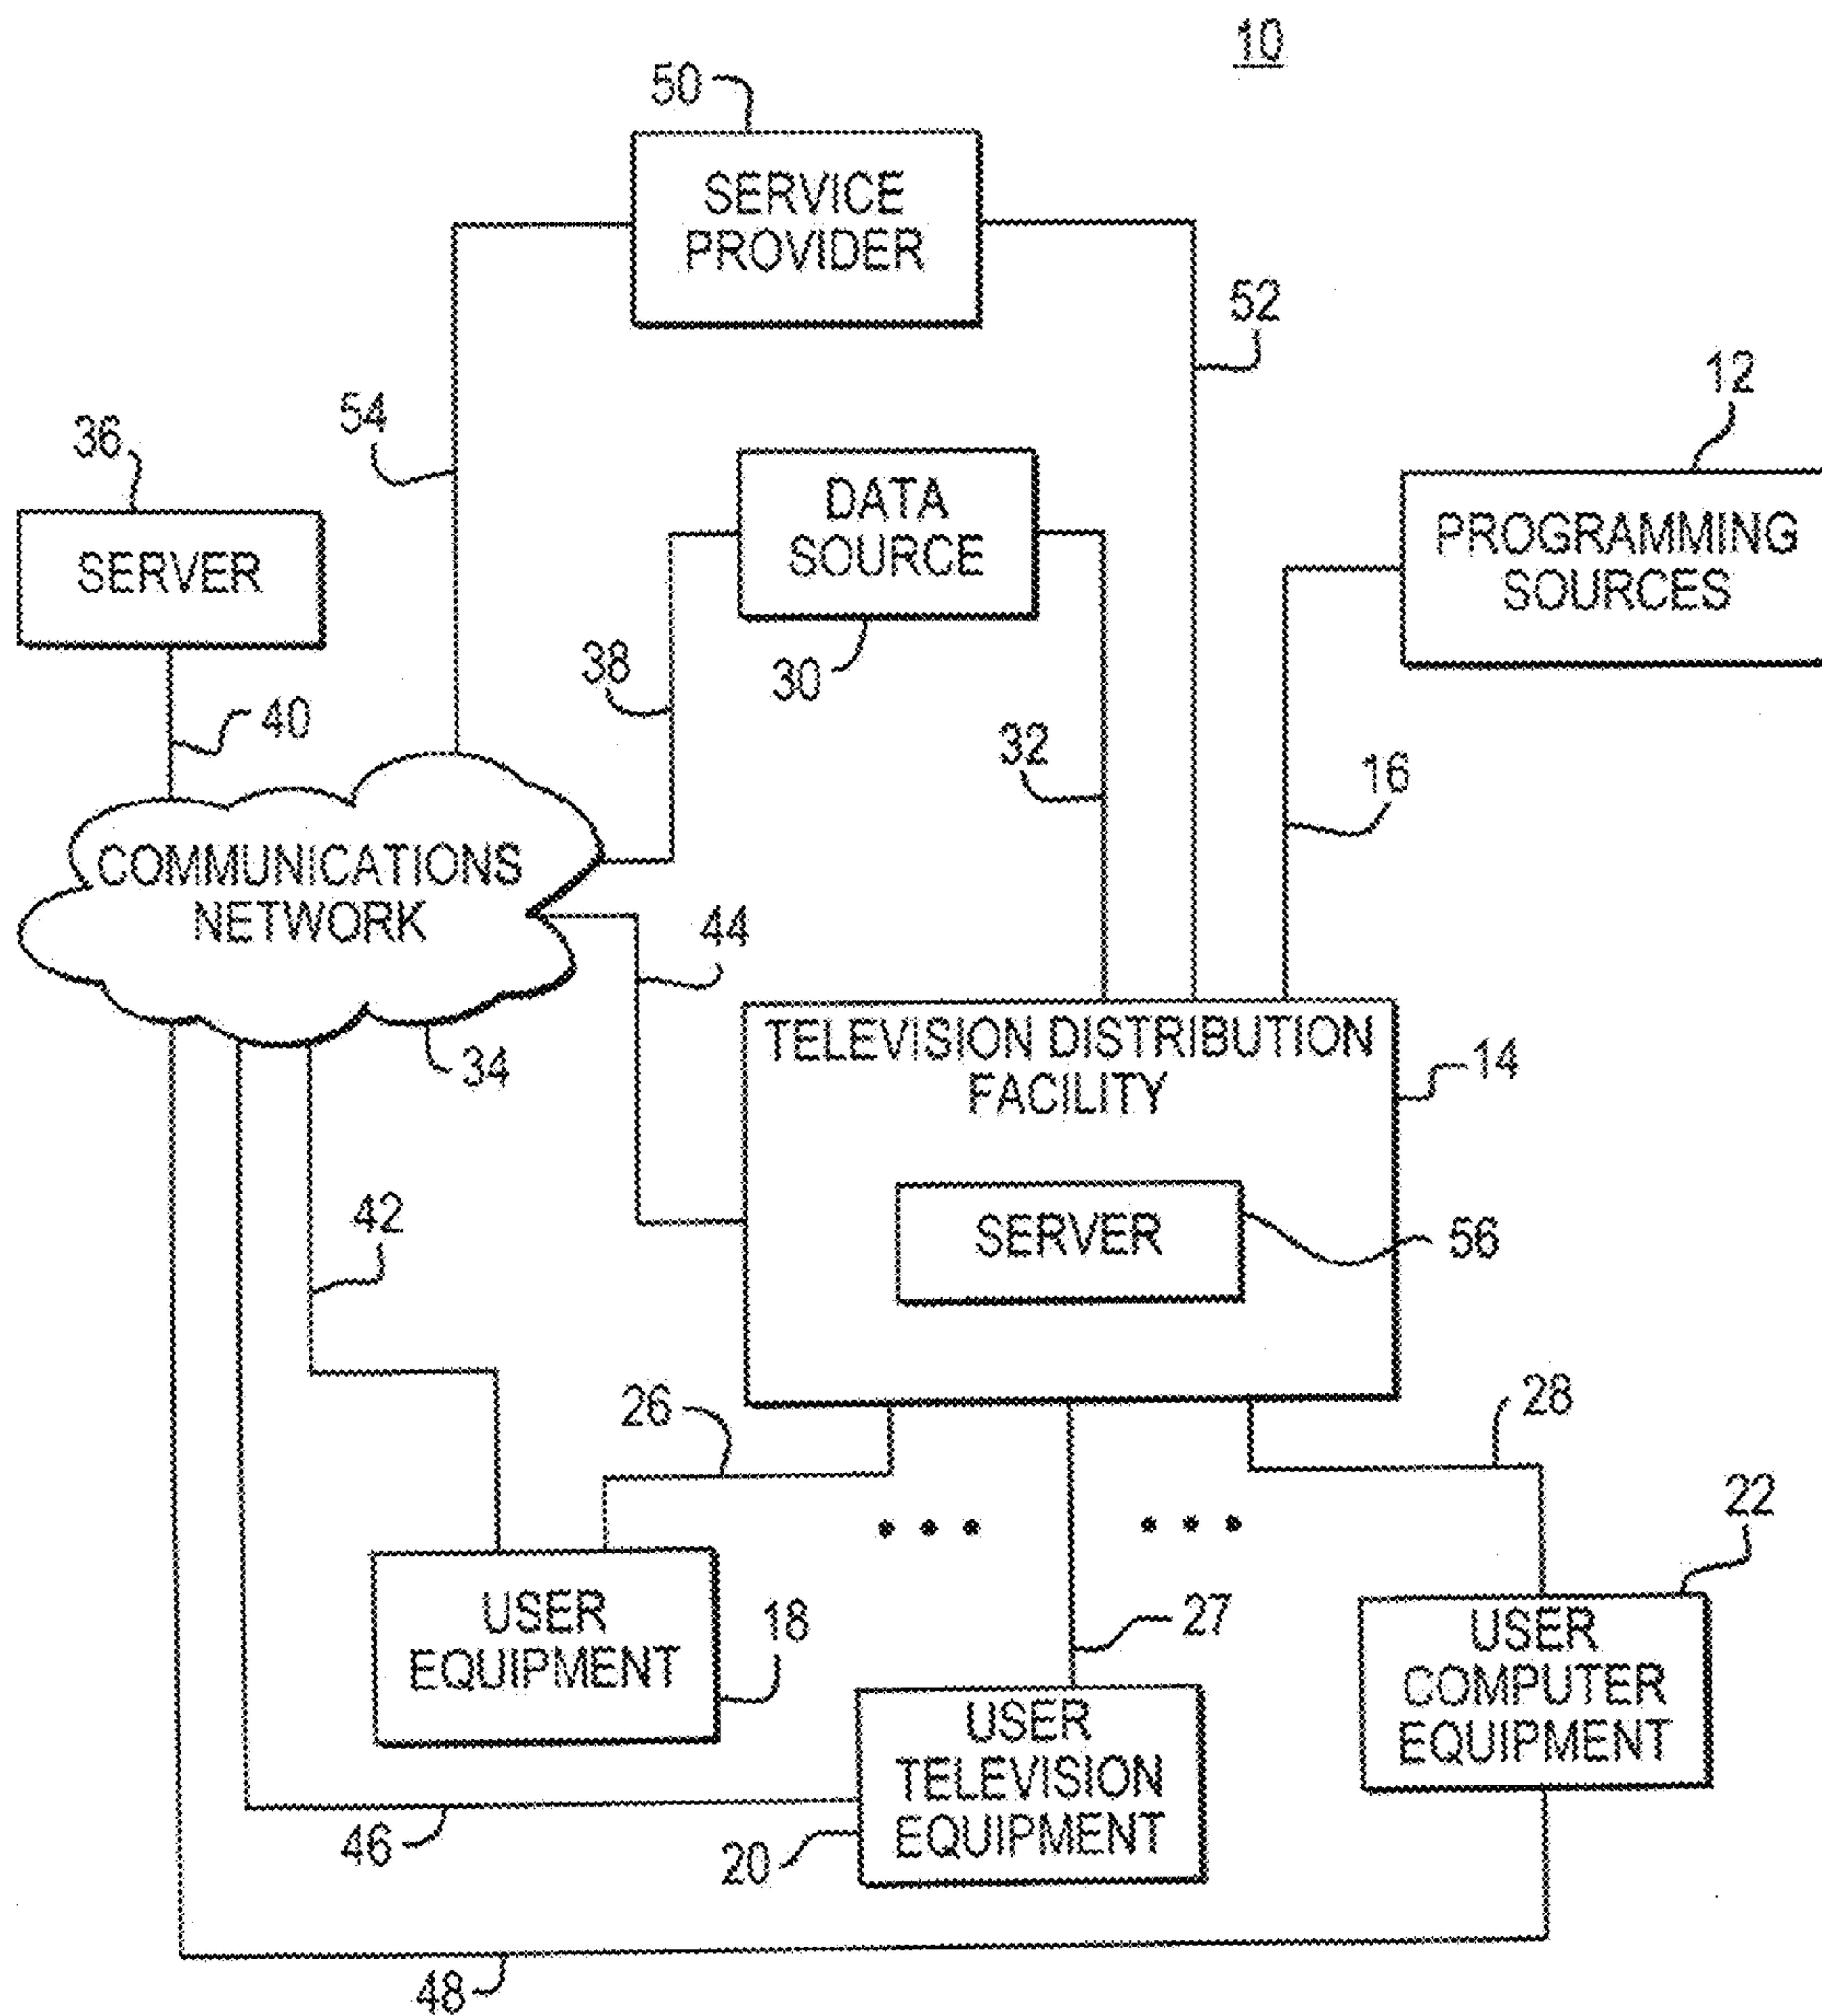 10
50
SERVICE
PROVIDER
52
12
54
36
DATA
SOURCE
PROGRAMMING
SOURCES
SERVER
38
30
40
32
16
COMMUNICATIONS
NETWORK
44
TELEVISION DISTRIBUTION
FACILITY
14
34
42
SERVER
56
26
28
22
USER
EQUIPMENT
18
27
USER
COMPUTER
EQUIPMENT
USER
TELEVISION
EQUIPMENT
46
20
48